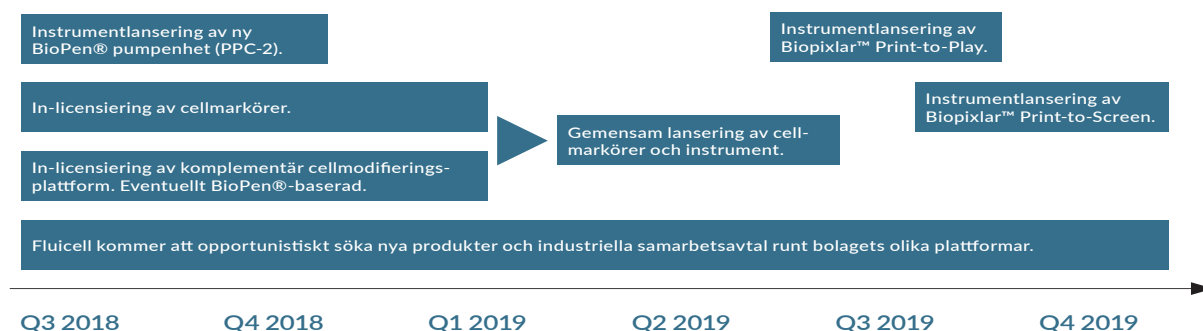 Instrumentlansering av ny
BioPen® pumpenhet (PPC-2).
Instrumentlansering av
Biopixlar™ Print-to-Play.
In-licensiering av cellmarkörer.
Instrumentlansering av
Biopixlar™ Print-to-Screen.
Gemensam lansering av cell-
markörer och instrument.
In-licensiering av komplementär cellmodifierings-
plattform. Eventuellt BioPen®-baserad.
Fluicell kommer att opportunistiskt söka nya produkter och industriella samarbetsavtal runt bolagets olika plattformar.
Q3 2018 Q4 2018 Q1 2019 Q2 2019 Q3 2019 Q4 2019